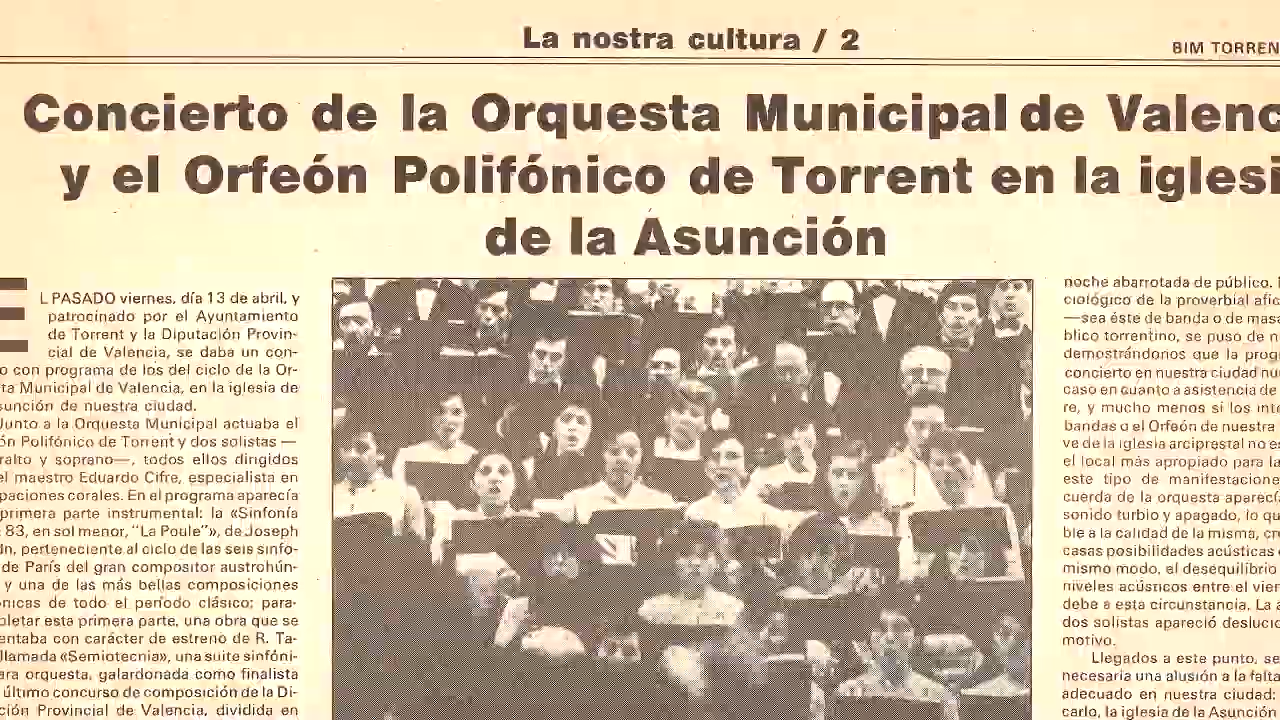 La nostra cultura / 2
BIM TORREN
Concierto de la Orquesta Municipal de Valenc
y el Orfeón Polifónico de Torrent en la iglesi
de la Asunción
EL PASADO viernes, día 13 de abril, y
patrocinado por el Ayuntamiento
de Torrent y la Diputación Provin-
cial de Valencia, se daba un con-
o con programa de los del ciclo de la Or-
ta Municipal de Valencia, en la iglesia de
sunción de nuestra ciudad.
Junto a la Orquesta Municipal actuaba el
ón Polifónico de Torrent y dos solistas —
ralto y soprano—, todos ellos dirigidos
el maestro Eduardo Cifre, especialista en
paciones corales. En el programa aparecía
primera parte instrumental: la «Sinfonía
83, en sol menor, "La Poule"», de Joseph
dn, perteneciente al ciclo de las seis sinfo-
de París del gran compositor austrohún-
y una de las más bellas composiciones
ónicas de todo el período clásico; para-
pletar esta primera parte, una obra que se
entaba con carácter de estreno de R. Ta-
llamada «Semiotecnia», una suite sinfóni-
ara orquesta, galardonada como finalista
último concurso de composición de la Di-
ción Provincial de Valencia, dividida en
noche abarrotada de público.
ciológico de la proverbial afic
—sea éste de banda o de masa
blico torrentino, se puso de n
demostrándonos que la prog
concierto en nuestra ciudad nu
caso en cuanto a asistencia de
re, y mucho menos si los inte
bandas o el Orfeón de nuestra
ve de la iglesia arciprestal no es
el local más apropiado para la
este tipo de manifestacione
cuerda de la orquesta aparecí
sonido turbio y apagado, lo qu
ble a la calidad de la misma, cre
casas posibilidades acústicas
mismo modo, el desequilibrio
niveles acústicos entre el vien
debe a esta circunstancia. La a
dos solistas apareció deslucid
motivo.
Llegados a este punto, se
necesaria una alusión a la falta
adecuado en nuestra ciudad:
carlo, la iglesia de la Asunción